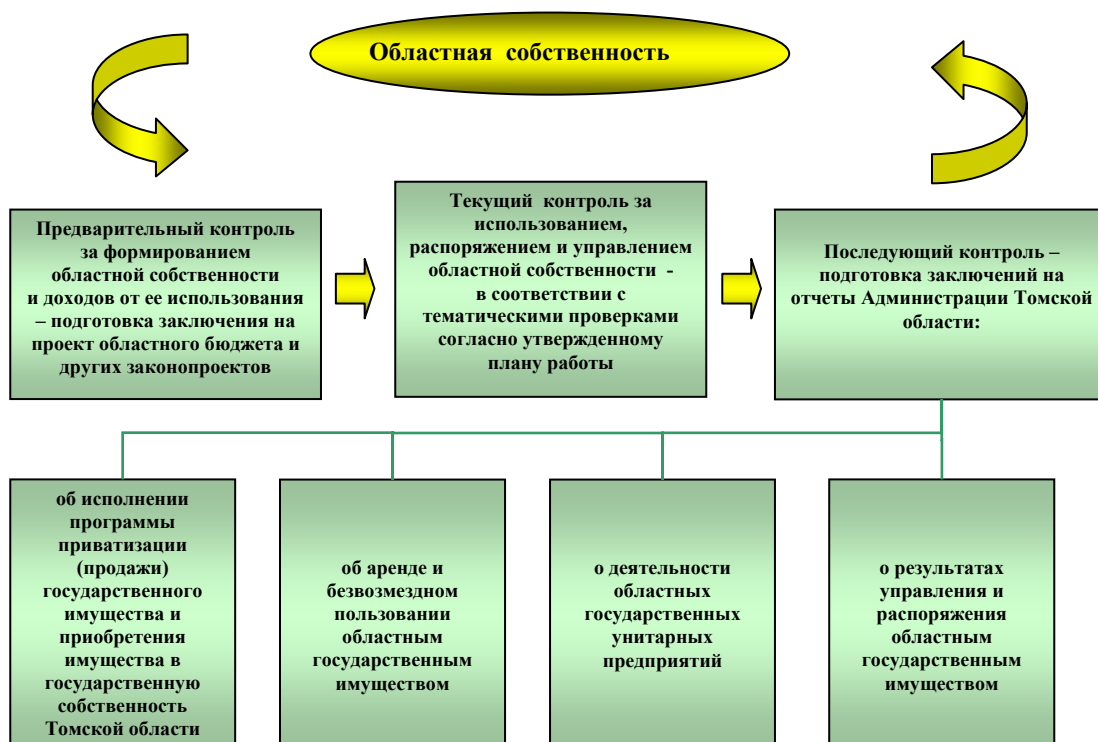 Областная собственность
Предварительный контроль
за формированием
областной собственности
и доходов от ее использования
– подготовка заключения на
проект областного бюджета и
других законопроектов
Текущий контроль за
использованием,
распоряжением и управлением
областной собственности -
в соответствии с
тематическими проверками
согласно утвержденному
плану работы
Последующий контроль –
подготовка заключений на
отчеты Администрации Томской
области:
об исполнении
программы
приватизации
(продажи)
государственного
имущества и
приобретения
имущества в
государственную
собственность
Томской области
об аренде и
безвозмездном
пользовании
областным
государственным
имуществом
о деятельности
областных
государственных
унитарных
предприятий
о результатах
управления и
распоряжения
областным
государственным
имуществом